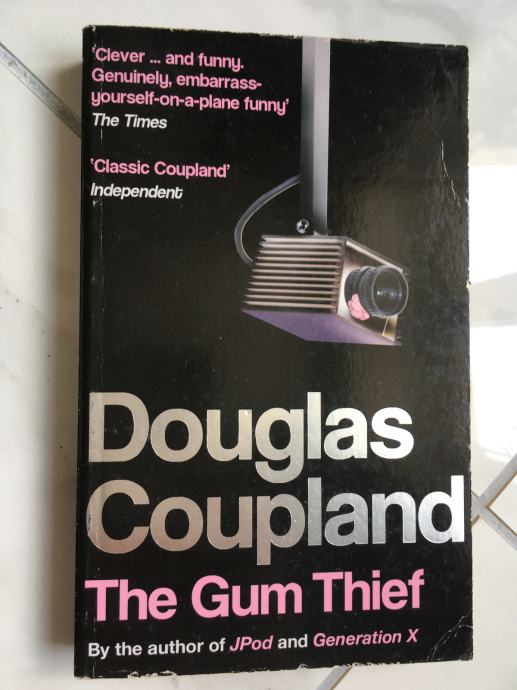 ‘Clever ... and funny.
Genuinely, embarrass-
yourself-on-a-plane funny’
The Times
‘Classic Coupland’
Independent
Douglas
Coupland
The Gum Thief
By the author of JPod and Generation X